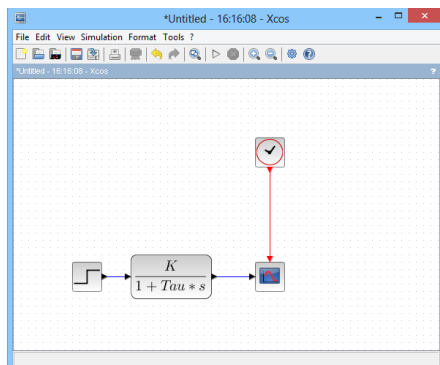 *Untitled - 16:16:08 - Xcos
File Edit View Simulation Format Tools ?
*Untitled - 16:16:08 - Xcos ?
K
1 + Tau * s